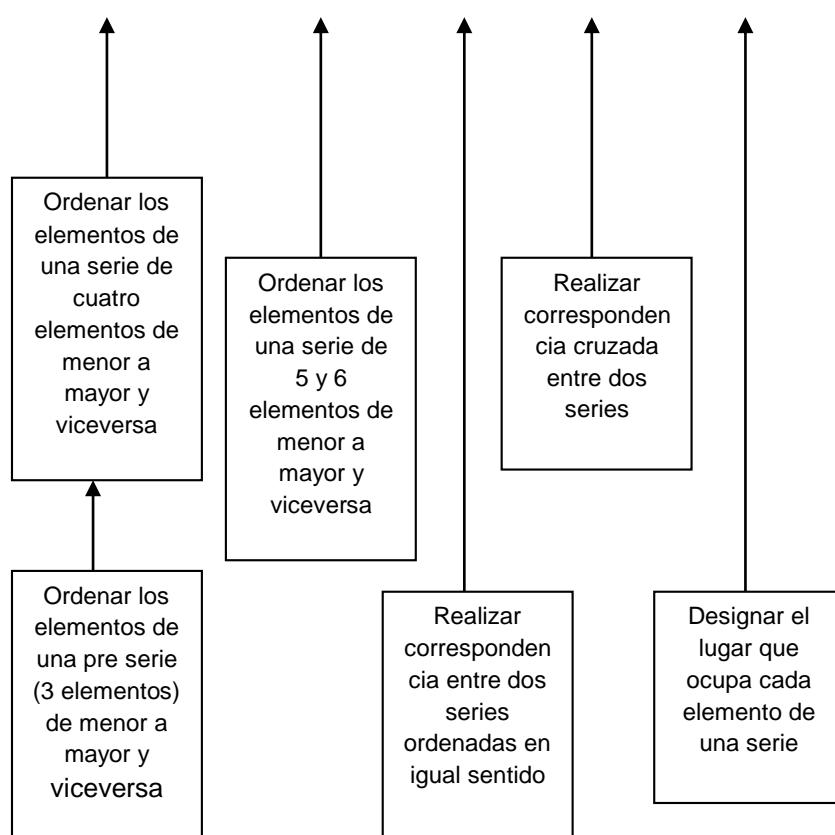 Ordenar los
elementos de
una serie de
cuatro
elementos de
menor a
mayor y
viceversa
Ordenar los
elementos de
una serie de
5 y 6
elementos de
menor a
mayor y
viceversa
Realizar
corresponden
cia cruzada
entre dos
series
Ordenar los
elementos de
una pre serie
(3 elementos)
de menor a
mayor y
viceversa
Realizar
corresponden
cia entre dos
series
ordenadas en
igual sentido
Designar el
lugar que
ocupa cada
elemento de
una serie